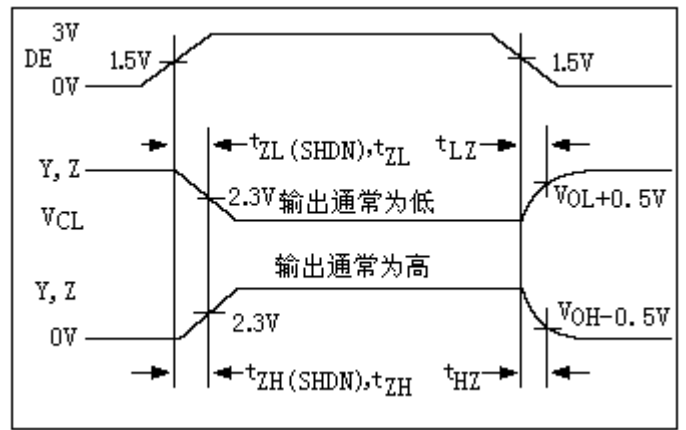 3V
DE 1.5V 1.5V
0V
tZL(SHDN),tZL tLZ
Y, Z
2.3V 输出通常为低 VOL+0.5V
VCL
输出通常为高
Y, Z
2.3V VOH-0.5V
0V
tZH(SHDN),tZH tHZ